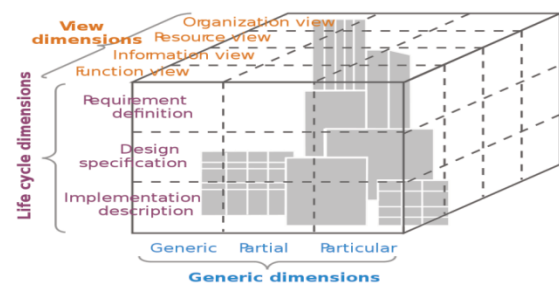 View
dimensions
Organization view
Resource view
Information view
Function view
Life cycle dimensions
Requirement
definition
Design
specification
Implementation
description
Generic Partial Particular
Generic dimensions